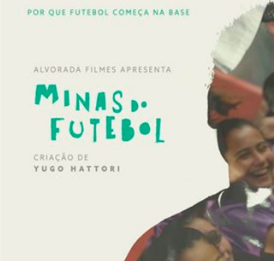 POR QUE FUTEBOL COMEÇA NA BASE
ALVORADA FILMES APRESENTA
MINAS DO
FUTEBOL
CRIAÇÃO DE
YUGO HATTORI